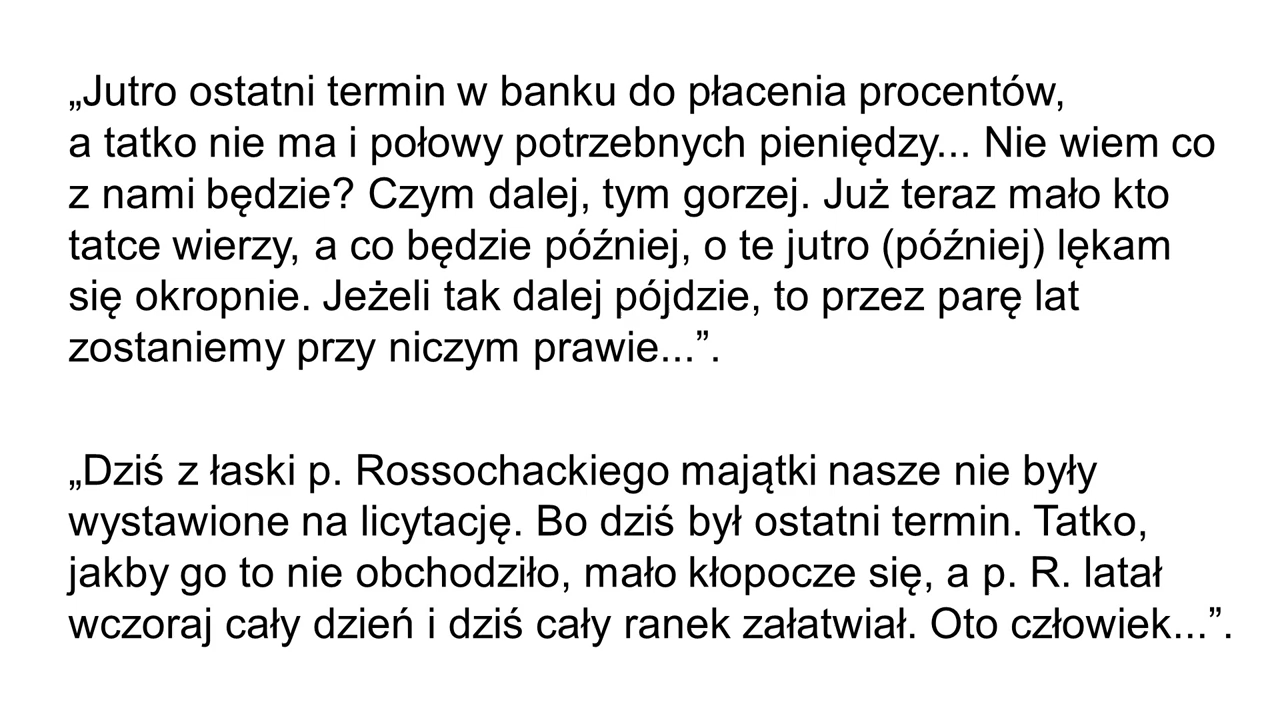 „Jutro ostatni termin w banku do płacenia procentów,
a tatko nie ma i połowy potrzebnych pieniędzy... Nie wiem co
z nami będzie? Czym dalej, tym gorzej. Już teraz mało kto
tatce wierzy, a co będzie później, o te jutro (później) lękam
się okropnie. Jeżeli tak dalej pójdzie, to przez parę lat
zostaniemy przy niczym prawie...”.
„Dziś z łaski p. Rossochackiego majątki nasze nie były
wystawione na licytację. Bo dziś był ostatni termin. Tatko,
jakby go to nie obchodziło, mało kłopocze się, a p. R. latał
wczoraj cały dzień i dziś cały ranek załatwiał. Oto człowiek...”.